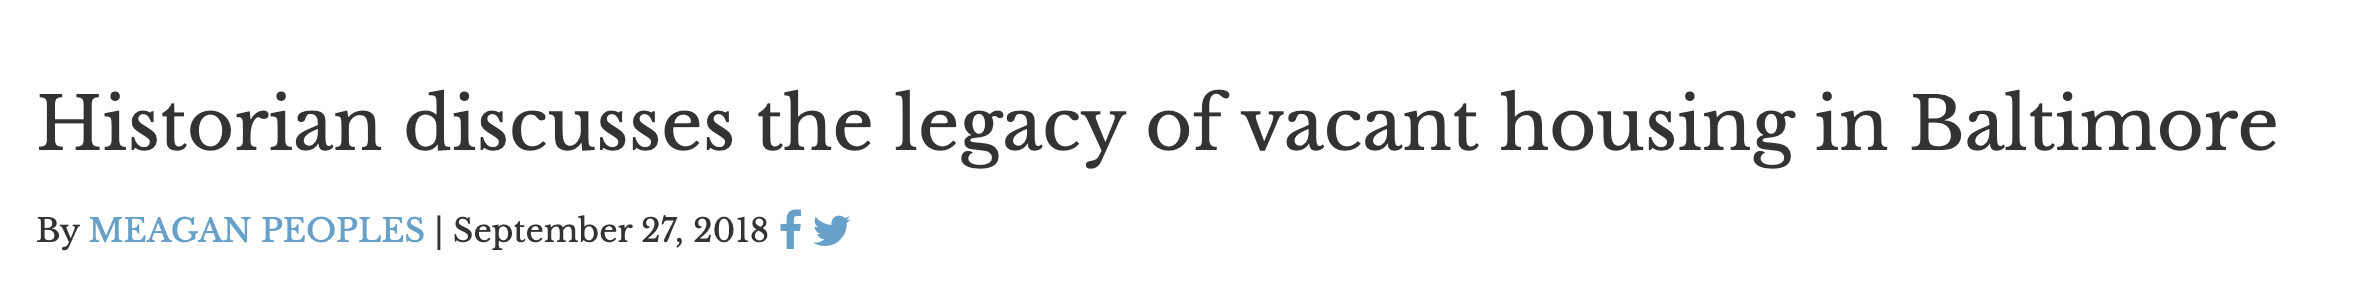 Historian discusses the legacy of vacant housing in Baltimore
By MEAGAN PEOPLES | September 27, 2018